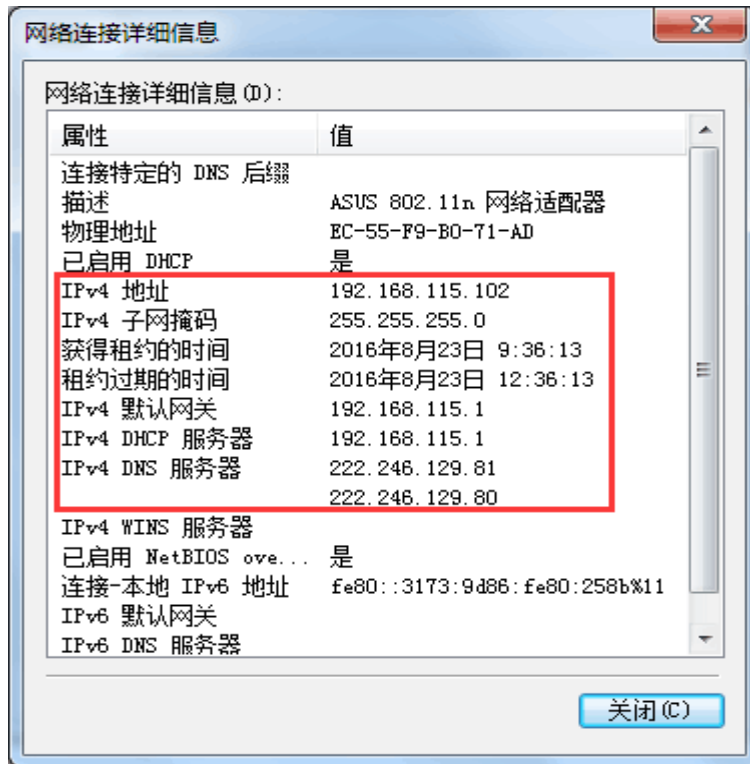 网络连接详细信息
网络连接详细信息(D):
属性 值
连接特定的 DNS 后缀
描述 ASUS 802.11n 网络适配器
物理地址 EC-55-F9-B0-71-AD
已启用 DHCP 是
IPv4 地址 192.168.115.102
IPv4 子网掩码 255.255.255.0
获得租约的时间 2016年8月23日 9:36:13
租约过期的时间 2016年8月23日 12:36:13
IPv4 默认网关 192.168.115.1
IPv4 DHCP 服务器 192.168.115.1
IPv4 DNS 服务器 222.246.129.81
222.246.129.80
IPv4 WINS 服务器
已启用 NetBIOS ove... 是
连接-本地 IPv6 地址 fe80::3173:9d86:fe80:258b%11
IPv6 默认网关
IPv6 DNS 服务器
关闭(C)